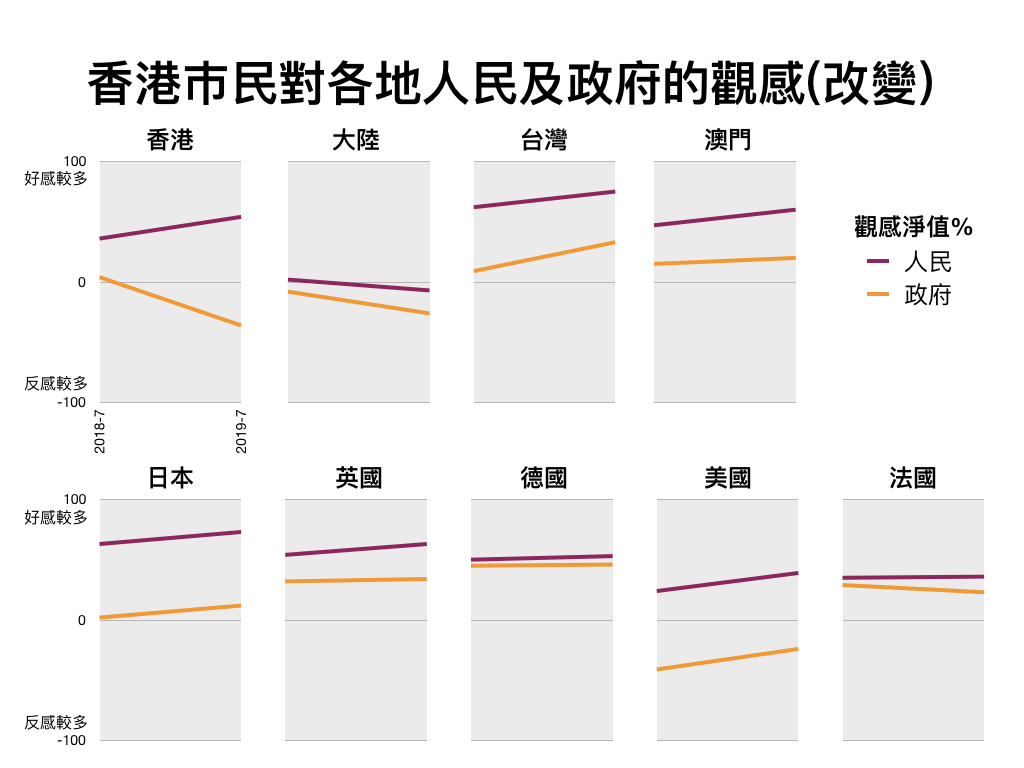 香港市民對各地人民及政府的觀感(改變)
香港
大陸
台灣
澳門
100
好感較多
0
反感較多
-100
2018-7
2019-7
觀感淨值%
人民
政府
日本
英國
德國
美國
法國
100
好感較多
0
反感較多
-100